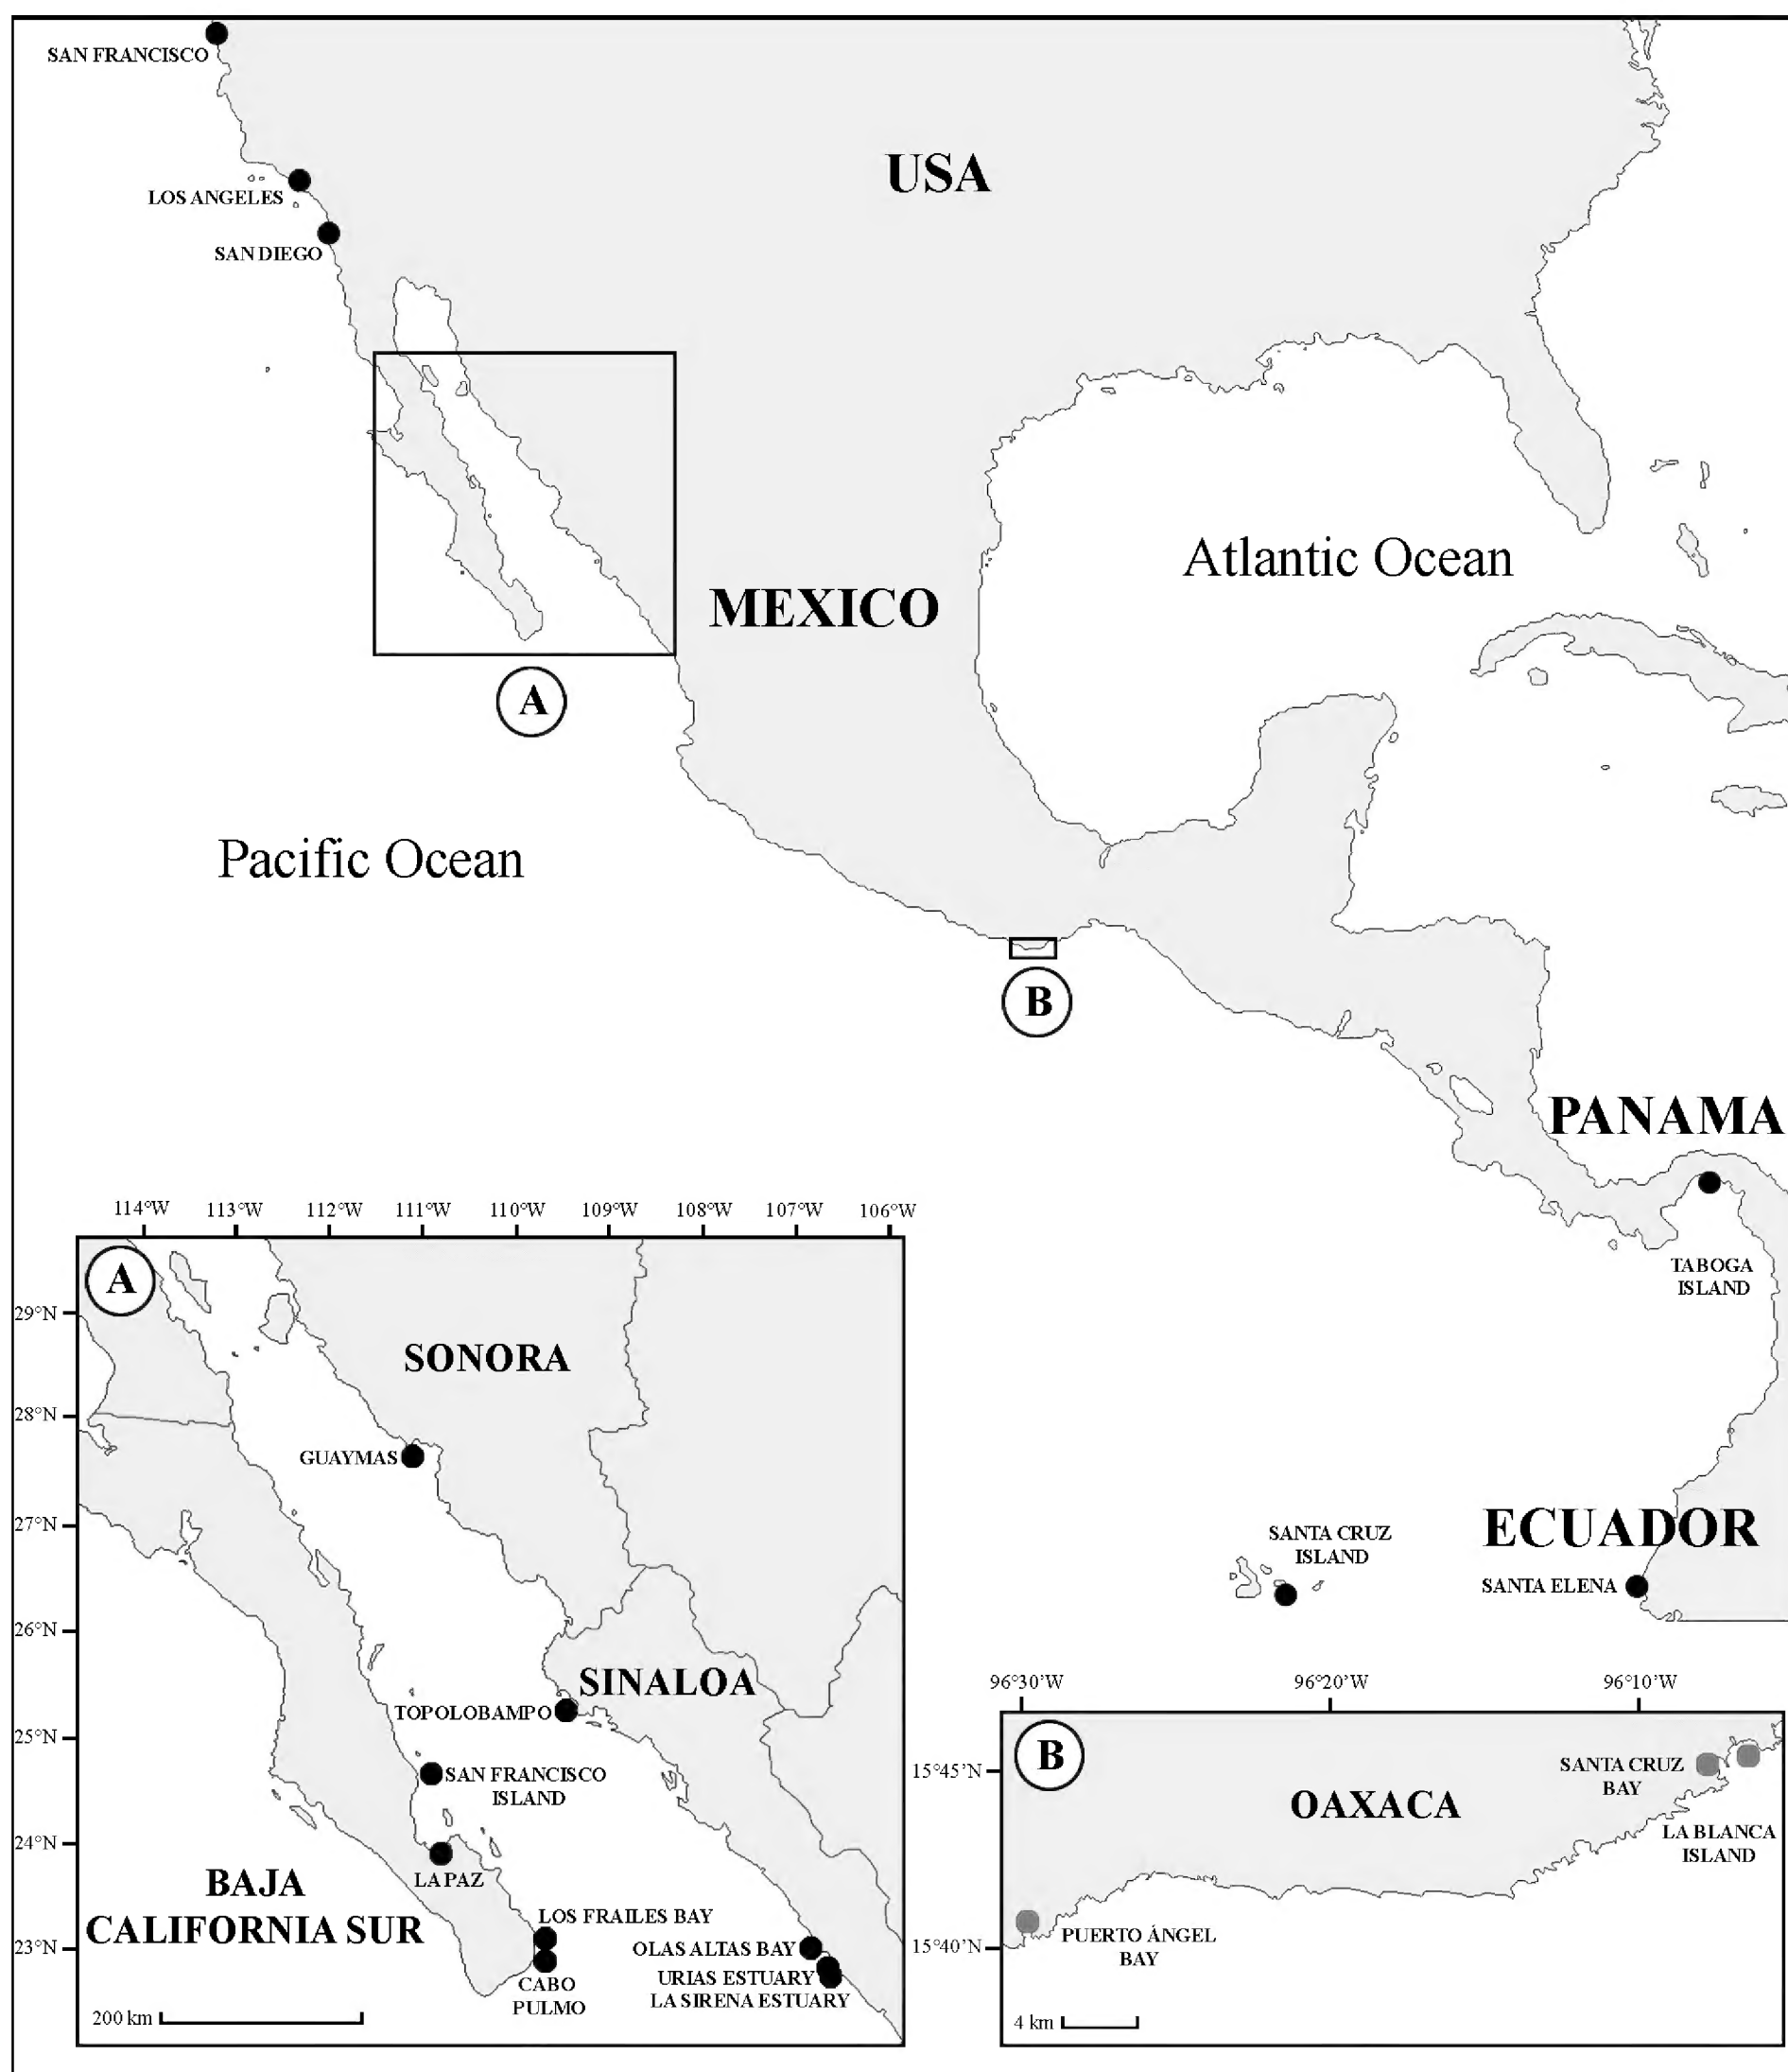 SAN FRANCISCO
USA
LOS ANGELES
SAN DIEGO
Atlantic Ocean
MEXICO
A
Pacific Ocean
B
PANAMA
TABOGA
ISLAND
ECUADOR
SANTA CRUZ
ISLAND
SANTA ELENA
114°W 113°W 112°W 111°W 110°W 109°W 108°W 107°W 106°W
A
29°N
SONORA
28°N
GUAYMAS
27°N
26°N
SINALOA
TOPOLOBAMPO
25°N
SAN FRANCISCO
ISLAND
24°N
LA PAZ
BAJA
CALIFORNIA SUR
LOS FRAILES BAY
23°N
OLAS ALTAS BAY
CABO
PULMO
URIAS ESTUARY
LA SIRENA ESTUARY
200 km
96°30'W 96°20'W 96°10'W
B
15°45'N
SANTA CRUZ
BAY
OAXACA
LA BLANCA
ISLAND
15°40'N
PUERTO ÁNGEL
BAY
4 km